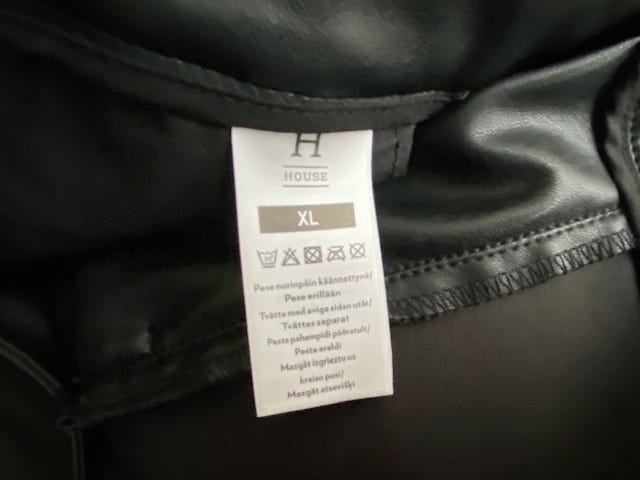 H
HOUSE
XL
Pese nurinpäin käännettynä/
Pese erillään
Tvätta med aviga sidan utåt/
Tvättas separat
Pesta pahempidi pööratult/
Pesta eraldi
Mazgāt izgrieztu uz
kreiso pusi/
Mazgāt atsevišķi